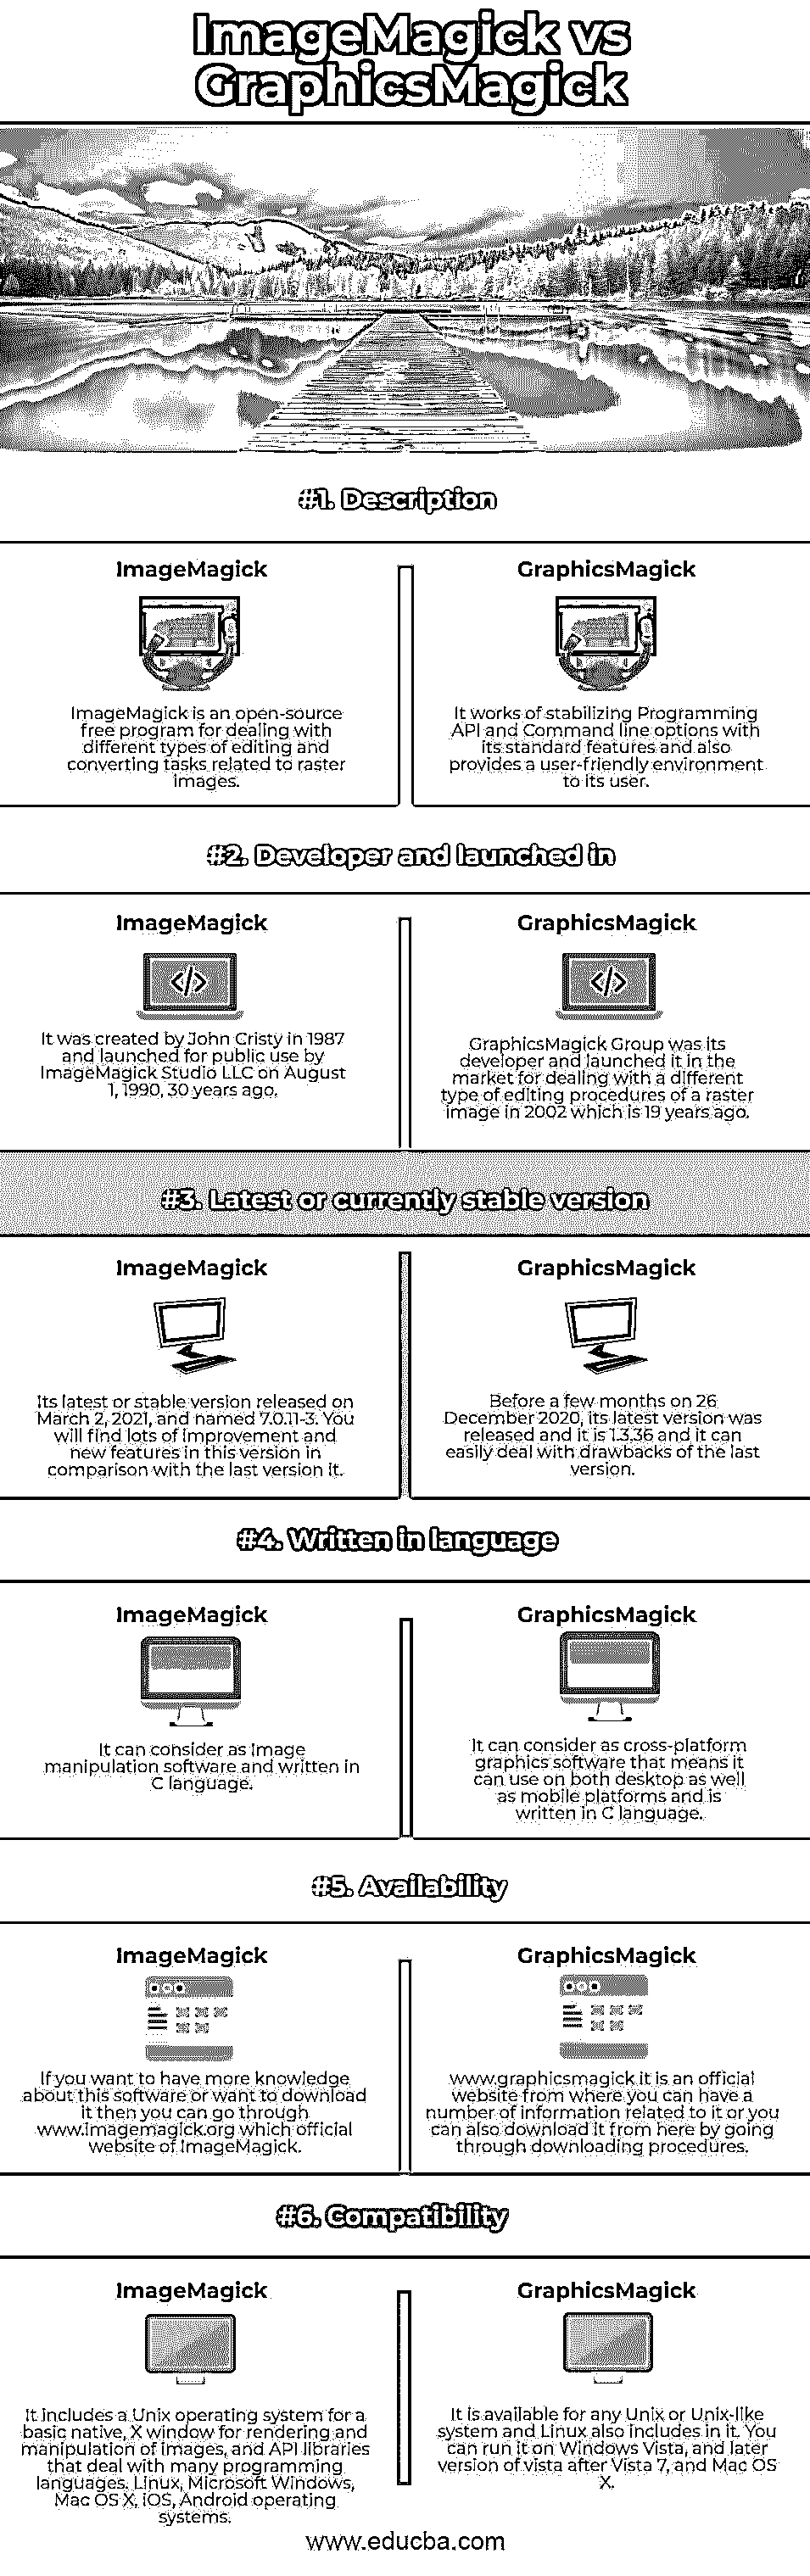 ImageMagick vs
GraphicsMagick
#1. Description
ImageMagick
ImageMagick is an open-source
free program for dealing with
different types of editing and
converting tasks related to raster
images.
GraphicsMagick
It works of stabilizing Programming
API and Command line options with
its standard features and also
provides a user-friendly environment
to its user.
#2. Developer and launched in
ImageMagick
It was created by John Cristy in 1987
and launched for public use by
ImageMagick Studio LLC on August
1, 1990, 30 years ago.
GraphicsMagick
GraphicsMagick Group was its
developer and launched it in the
market for dealing with a different
type of editing procedures of a raster
image in 2002 which is 19 years ago.
#3. Latest or currently stable version
ImageMagick
Its latest or stable version released on
March 2, 2021, and named 7.0.11-3. You
will find lots of improvement and
new features in this version in
comparison with the last version it.
GraphicsMagick
Before a few months on 26
December 2020, its latest version was
released and it is 1.3.36 and it can
easily deal with drawbacks of the last
version.
#4. Written in language
ImageMagick
It can consider as Image
manipulation software and written in
C language.
GraphicsMagick
It can consider as cross-platform
graphics software that means it
can use on both desktop as well
as mobile platforms and is
written in C language.
#5. Availability
ImageMagick
If you want to have more knowledge
about this software or want to download
it then you can go through
www.imagemagick.org which official
website of ImageMagick.
GraphicsMagick
www.graphicsmagick it is an official
website from where you can have a
number of information related to it or you
can also download it from here by going
through downloading procedures.
#6. Compatibility
ImageMagick
It includes a Unix operating system for a
basic native, X window for rendering and
manipulation of images, and API libraries
that deal with many programming
languages. Linux, Microsoft Windows,
Mac OS X, iOS, Android operating
systems.
GraphicsMagick
It is available for any Unix or Unix-like
system and Linux also includes in it. You
can run it on Windows Vista, and later
version of vista after Vista 7, and Mac OS
X.
www.educba.com